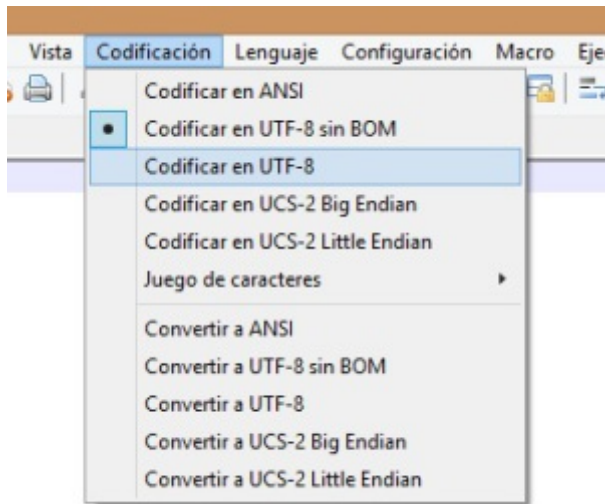 Vista Codificación Lenguaje Configuración Macro Eje
Codificar en ANSI
Codificar en UTF-8 sin BOM
Codificar en UTF-8
Codificar en UCS-2 Big Endian
Codificar en UCS-2 Little Endian
Juego de caracteres
Convertir a ANSI
Convertir a UTF-8 sin BOM
Convertir a UTF-8
Convertir a UCS-2 Big Endian
Convertir a UCS-2 Little Endian